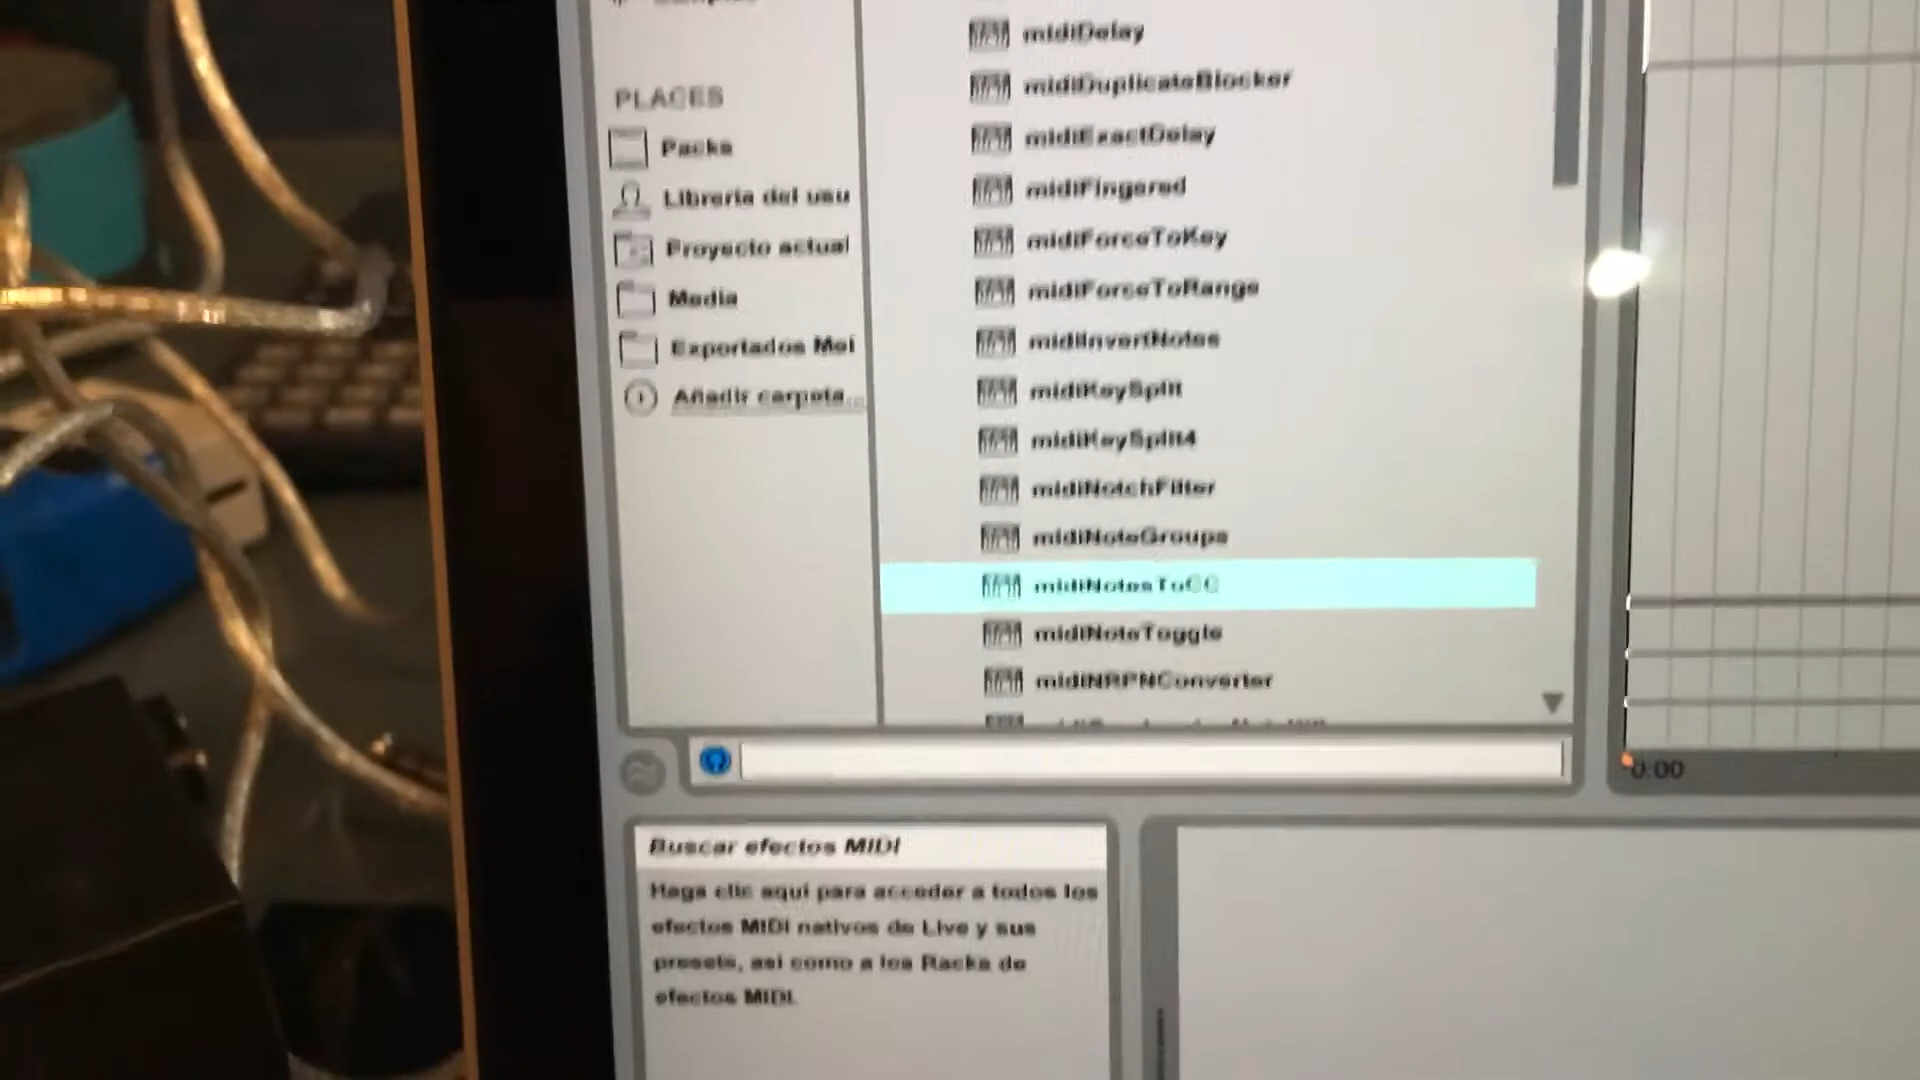 PLACES
Packs
Librería del usu
Proyecto actual
Media
Exportados Mel
Añadir carpeta...
midiDelay
midiDuplicateBlocker
midiExactDelay
midiFingered
midiForceToKey
midiForceToRange
midiInvertNotes
midiKeySplit
midiKeySplit4
midiNotchFilter
midiNoteGroups
midiNotesToCC
midiNoteToggle
midiNRPNConverter
0:00
Buscar efectos MIDI
Haga clic aquí para acceder a todos los
efectos MIDI nativos de Live y sus
presets, así como a los Racks de
efectos MIDI.